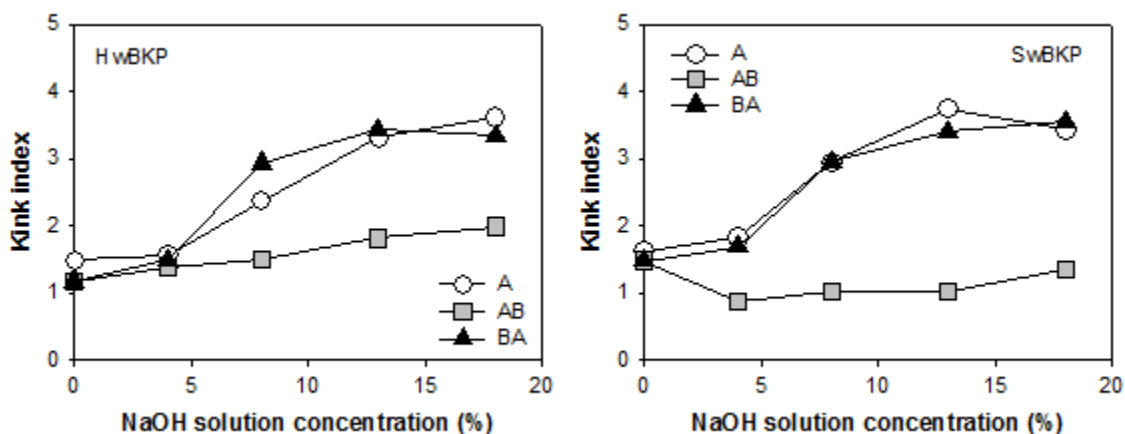 5
4
3
2
1
0
Kink index
HwBKP
A
AB
BA
0 5 10 15 20
NaOH solution concentration (%)
5
4
3
2
1
0
Kink index
A
AB
BA
SwBKP
0 5 10 15 20
NaOH solution concentration (%)